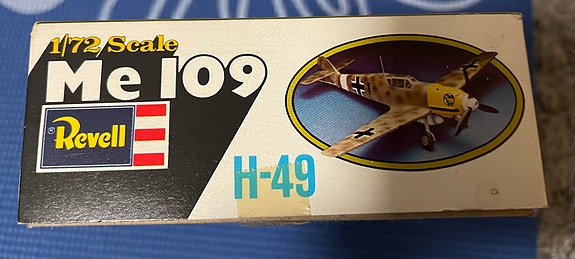 1/72 Scale
Me 109
Revell
H-49